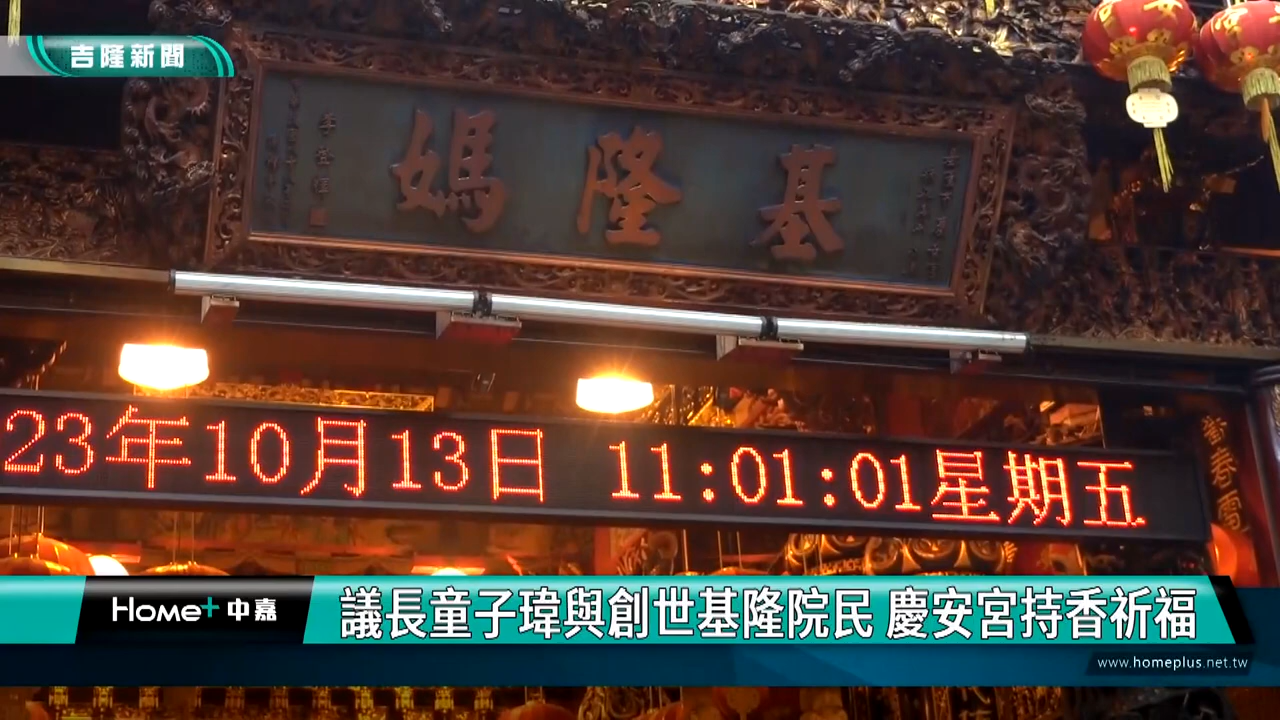 吉隆新聞
基隆媽
23年10月13日 11:01:01星期五
Home+中嘉
議長童子瑋與創世基隆院民 慶安宮持香祈福
www.homeplus.net.tw